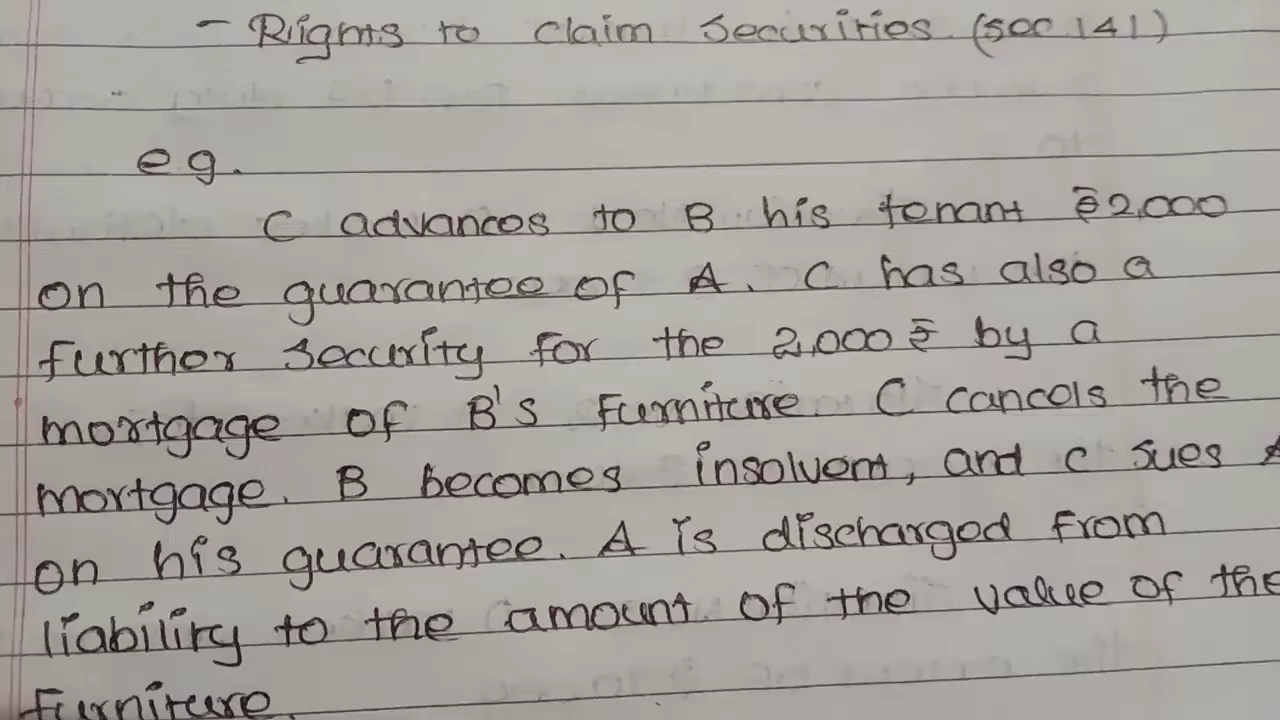 - Rights to claim Securities. (sec 141)
e.g.
C advances to B his tenant ₹2,000
on the guarantee of A. C has also a
further security for the 2,000 ₹ by a
mortgage of B's furniture. C cancels the
mortgage. B becomes insolvent, and c sues A
on his guarantee. A is discharged from
liability to the amount of the value of the
furniture.